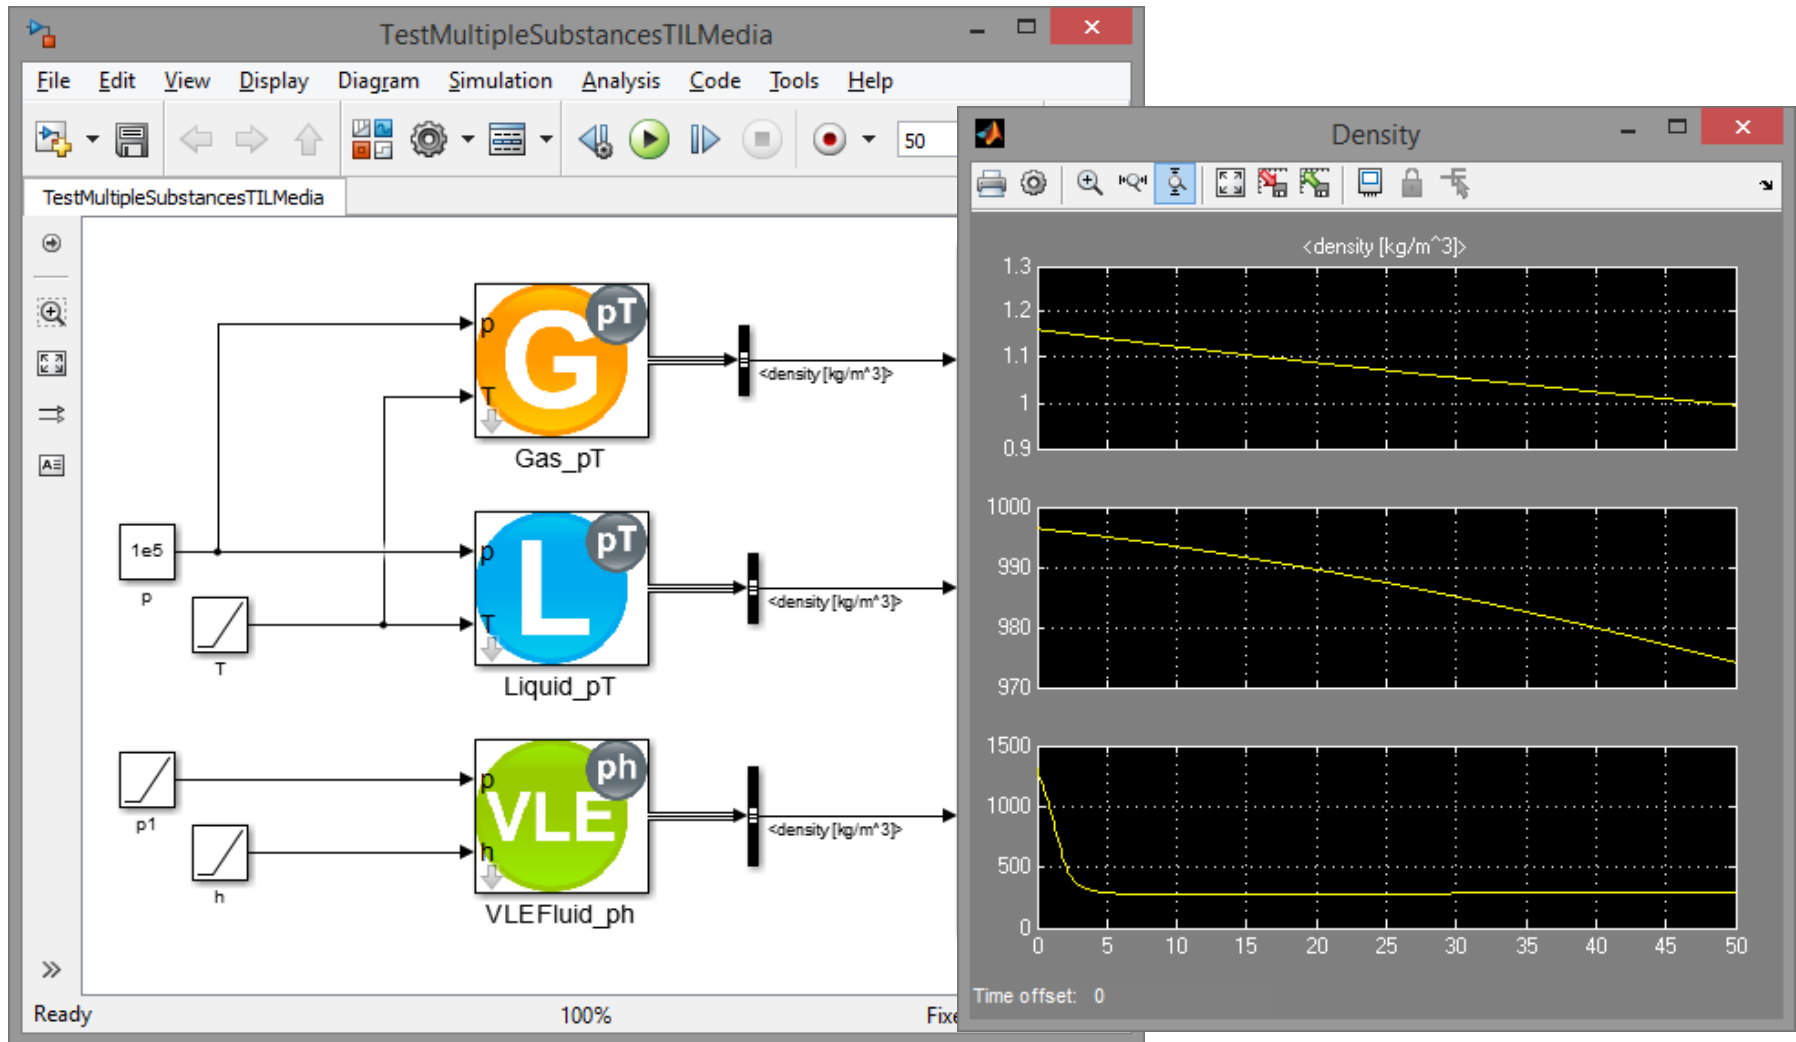 TestMultipleSubstancesTILMedia
File Edit View Display Diagram Simulation Analysis Code Tools Help
50
TestMultipleSubstancesTILMedia
p
T
pT
G
<density [kg/m^3]>
Gas_pT
1e5
p
T
p
T
pT
L
<density [kg/m^3]>
Liquid_pT
p1
h
p
h
ph
VLE
<density [kg/m^3]>
VLEFluid_ph
Ready 100%
Density
<density [kg/m^3]>
1.3
1.2
1.1
1
0.9
1000
990
980
970
1500
1000
500
0
0 5 10 15 20 25 30 35 40 45 50
Time offset: 0